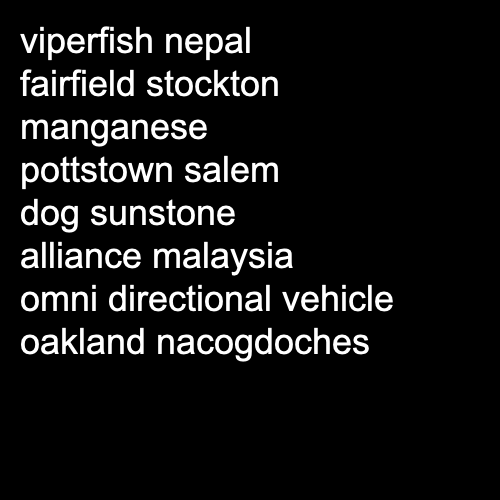 viperfish nepal
fairfield stockton
manganese
pottstown salem
dog sunstone
alliance malaysia
omni directional vehicle
oakland nacogdoches